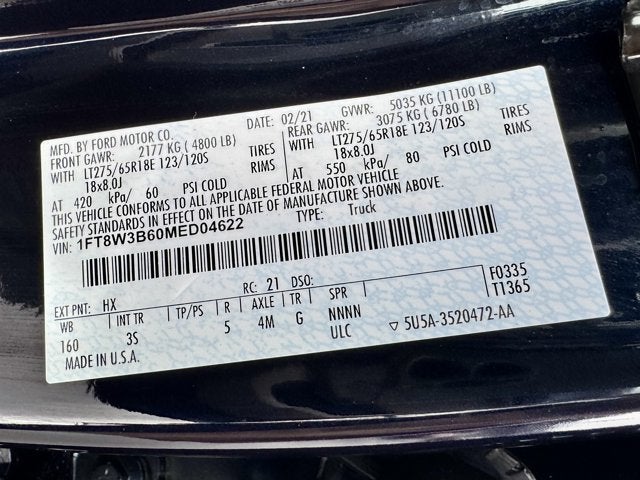 MFD. BY FORD MOTOR CO. DATE: 02/21 GVWR: 5035 KG (11100 LB)
FRONT GAWR: 2177 KG ( 4800 LB) REAR GAWR: 3075 KG ( 6780 LB)
WITH LT275/65R18E 123/120S TIRES WITH LT275/65R18E 123/120S TIRES
18x8.0J RIMS 18x8.0J RIMS
AT 420 kPa/ 60 PSI COLD AT 550 kPa/ 80 PSI COLD
THIS VEHICLE CONFORMS TO ALL APPLICABLE FEDERAL MOTOR VEHICLE
SAFETY STANDARDS IN EFFECT ON THE DATE OF MANUFACTURE SHOWN ABOVE.
VIN: 1FT8W3B60MED04622 TYPE: Truck
EXT PNT: HX RC: 21 DSO: F0335
WB INT TR TP/PS R AXLE TR SPR T1365
160 3S 5 4M G NNNN
MADE IN U.S.A. ULC ▽ 5U5A-3520472-AA